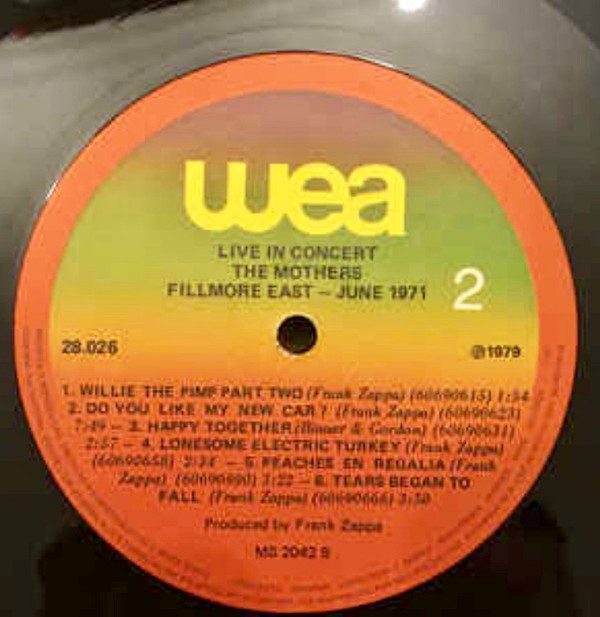 wea
LIVE IN CONCERT
THE MOTHERS
FILLMORE EAST – JUNE 1971
2
28.026
℗1979
1. WILLIE THE PIMP PART TWO (Frank Zappa) (60690615) 1:54
2. DO YOU LIKE MY NEW CAR? (Frank Zappa) (60690623)
7:49 – 3. HAPPY TOGETHER (Bonner & Gordon) (60690631)
2:57 – 4. LONESOME ELECTRIC TURKEY (Frank Zappa)
(60690658) 2:34 – 5. PEACHES EN REGALIA (Frank
Zappa) 3:22 – 6. TEARS BEGAN TO
FALL (Frank Zappa) (60690666) 3:50
Produced by Frank Zappa
MS 2042 B